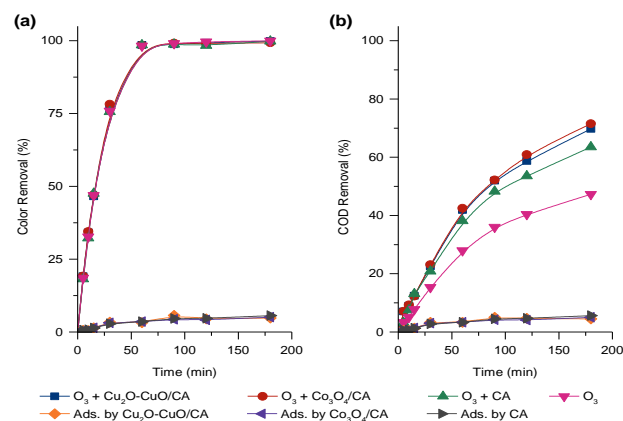 (a)
(b)
100
75
50
25
0
Color Removal (%)
0
50
100
150
200
Time (min)
100
80
60
40
20
0
COD Removal (%)
0
50
100
150
200
Time (min)
O₃ + Cu₂O-CuO/CA
O₃ + Co₃O₄/CA
O₃ + CA
O₃
Ads. by Cu₂O-CuO/CA
Ads. by Co₃O₄/CA
Ads. by CA